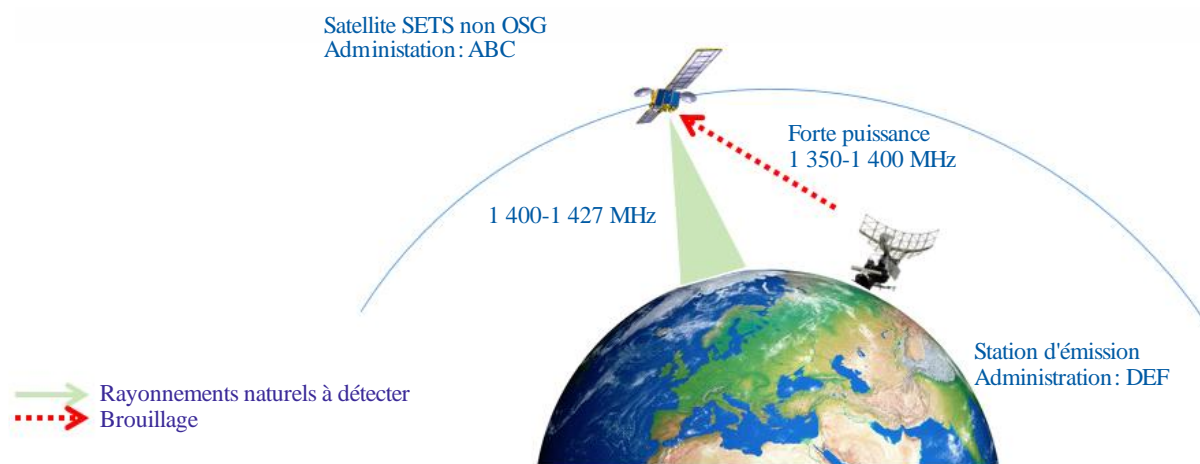 Satellite SETS non OSG
Administation: ABC
Forte puissance
1 350-1 400 MHz
1 400-1 427 MHz
Station d'émission
Administration: DEF
Rayonnements naturels à détecter
Brouillage